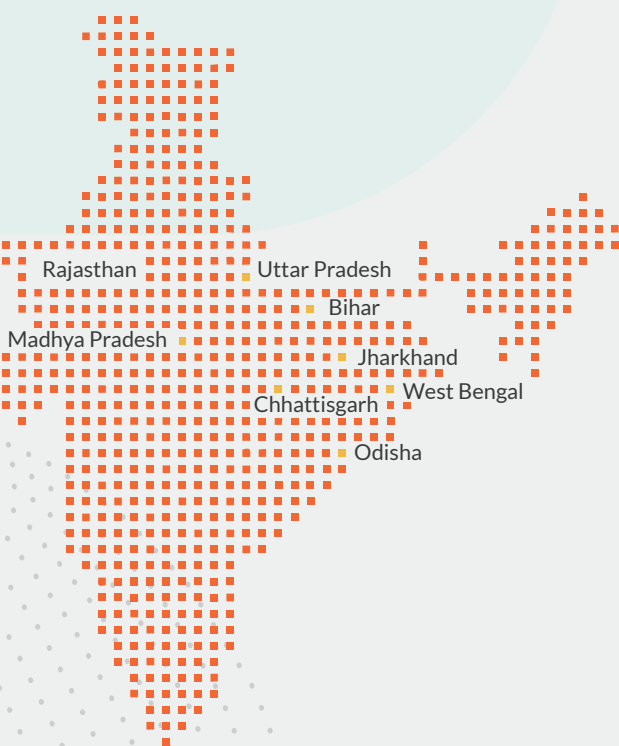 Rajasthan
Uttar Pradesh
Bihar
Madhya Pradesh
Jharkhand
West Bengal
Chhattisgarh
Odisha